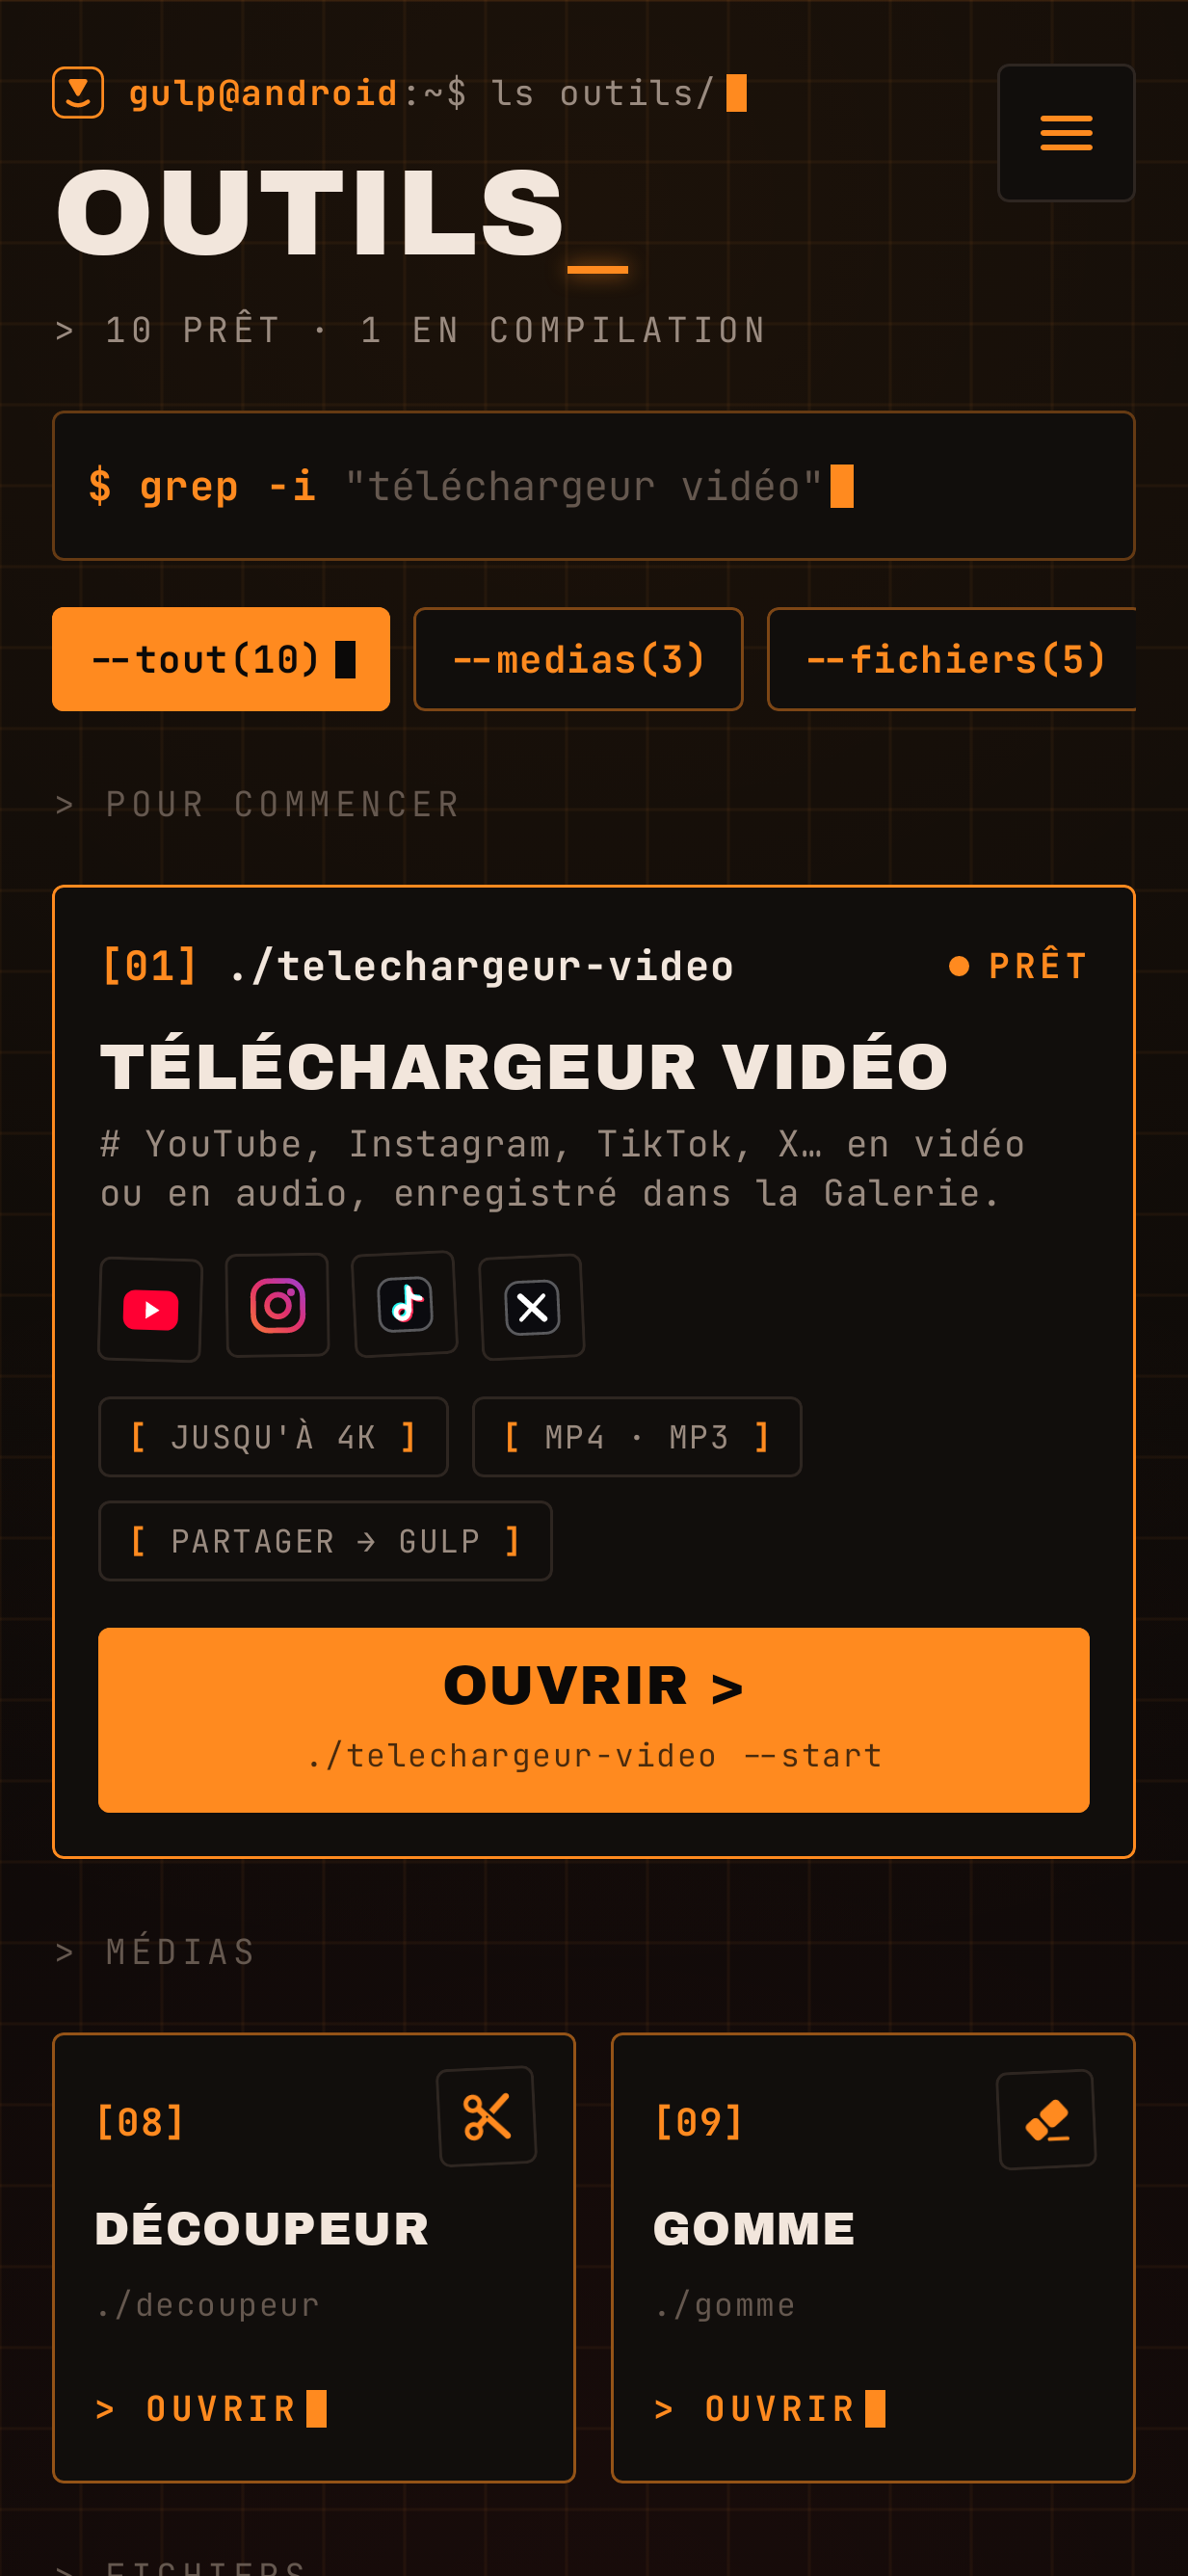 gulp@android:~$ ls outils/
OUTILS_
> 10 PRÊT · 1 EN COMPILATION
$ grep -i "téléchargeur vidéo"
--tout(10) --medias(3) --fichiers(5)
> POUR COMMENCER
[01] ./telechargeur-video ● PRÊT
TÉLÉCHARGEUR VIDÉO
# YouTube, Instagram, TikTok, X… en vidéo
ou en audio, enregistré dans la Galerie.
[ JUSQU'À 4K ] [ MP4 · MP3 ]
[ PARTAGER → GULP ]
OUVRIR >
./telechargeur-video --start
> MÉDIAS
[08] [09]
DÉCOUPEUR GOMME
./decoupeur ./gomme
> OUVRIR > OUVRIR
> FICHIERS